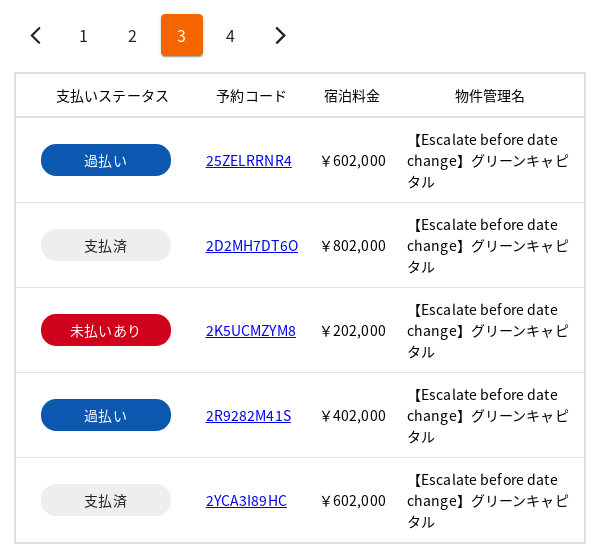 1 2 3 4
支払いステータス 予約コード 宿泊料金 物件管理名
過払い 25ZELRRNR4 ￥602,000 【Escalate before date
change】グリーンキャピ
タル
支払済 2D2MH7DT6O ￥802,000 【Escalate before date
change】グリーンキャピ
タル
未払いあり 2K5UCMZYM8 ￥202,000 【Escalate before date
change】グリーンキャピ
タル
過払い 2R9282M41S ￥402,000 【Escalate before date
change】グリーンキャピ
タル
支払済 2YCA3I89HC ￥602,000 【Escalate before date
change】グリーンキャピ
タル